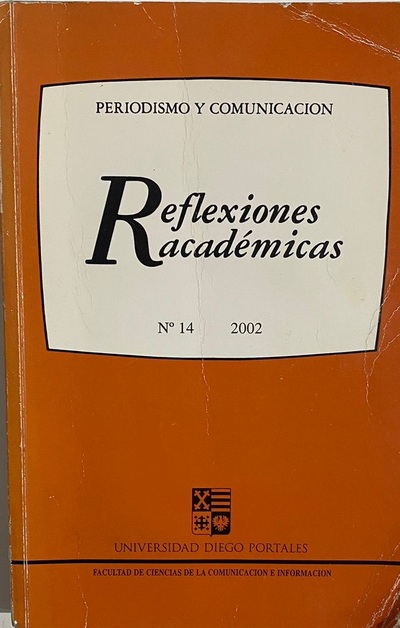 PERIODISMO Y COMUNICACION
Reflexiones
académicas
Nº 14 2002
UNIVERSIDAD DIEGO PORTALES
FACULTAD DE CIENCIAS DE LA COMUNICACION E INFORMACION